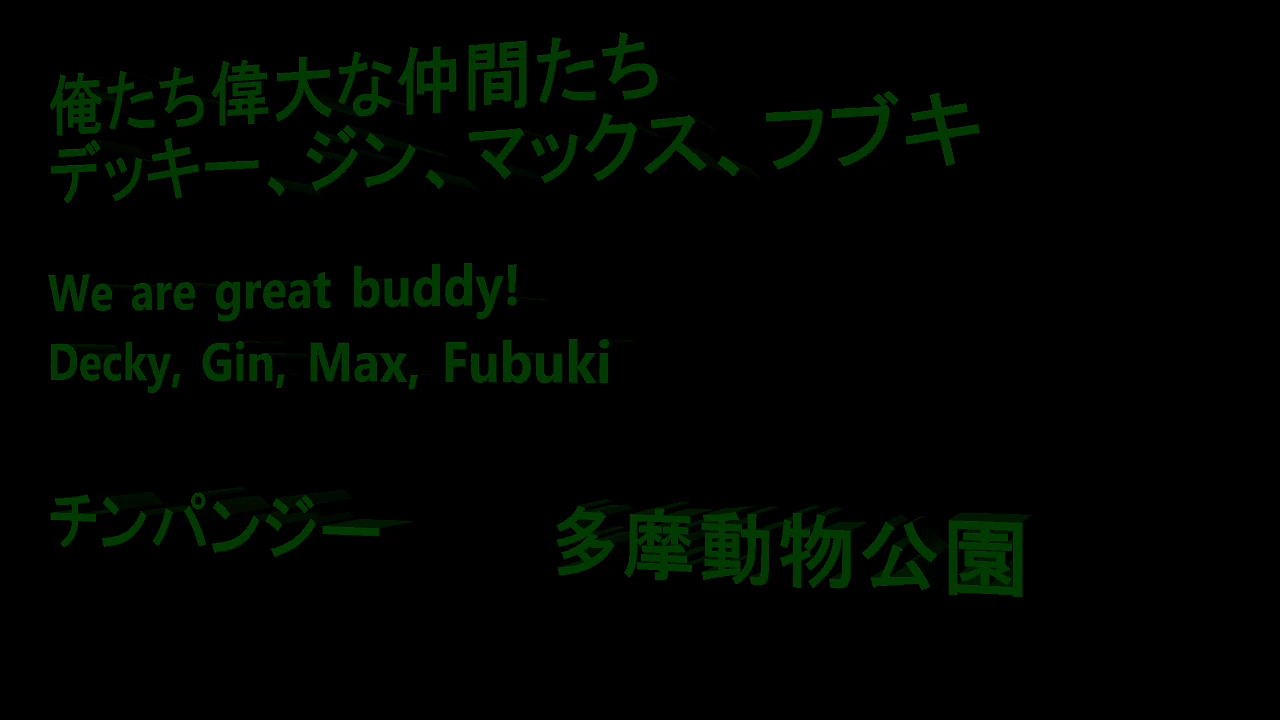 俺たち偉大な仲間たち
デッキー、ジン、マックス、フブキ
We are great buddy!
Decky, Gin, Max, Fubuki
チンパンジー 多摩動物公園